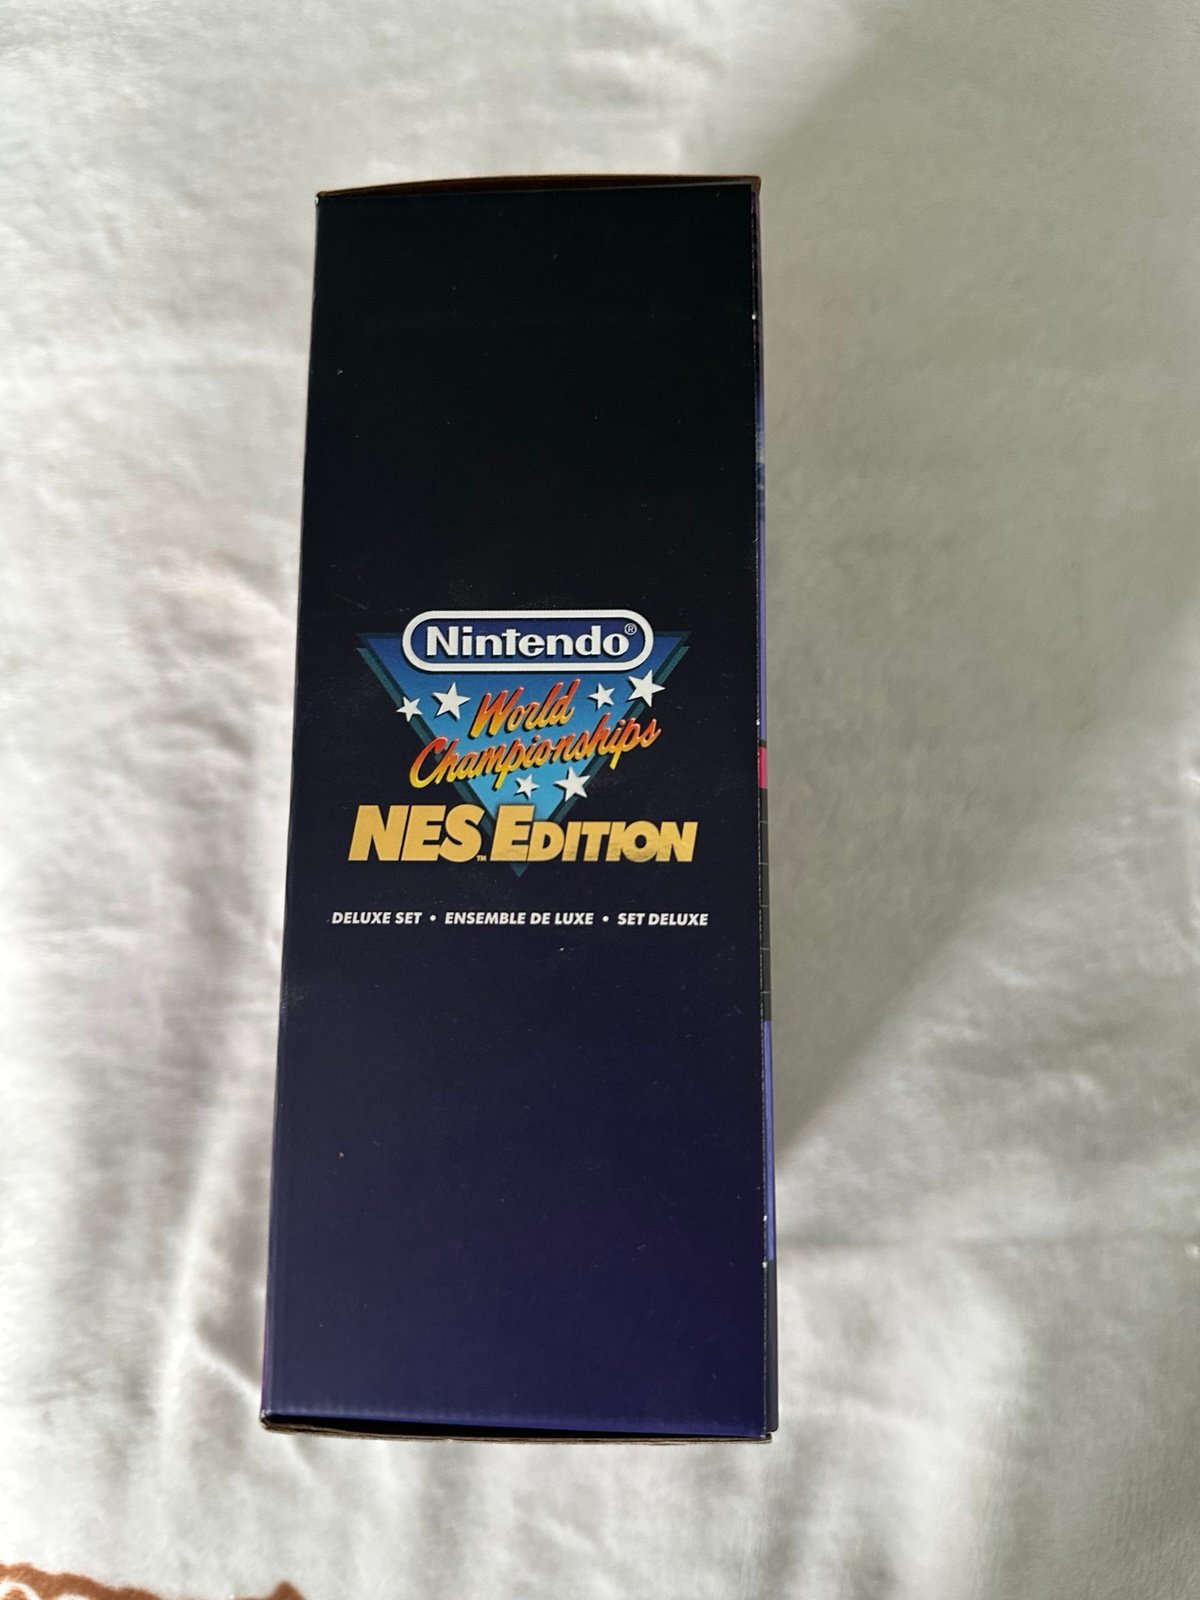 Nintendo®
World
Championships
NES™ EDITION
DELUXE SET • ENSEMBLE DE LUXE • SET DELUXE